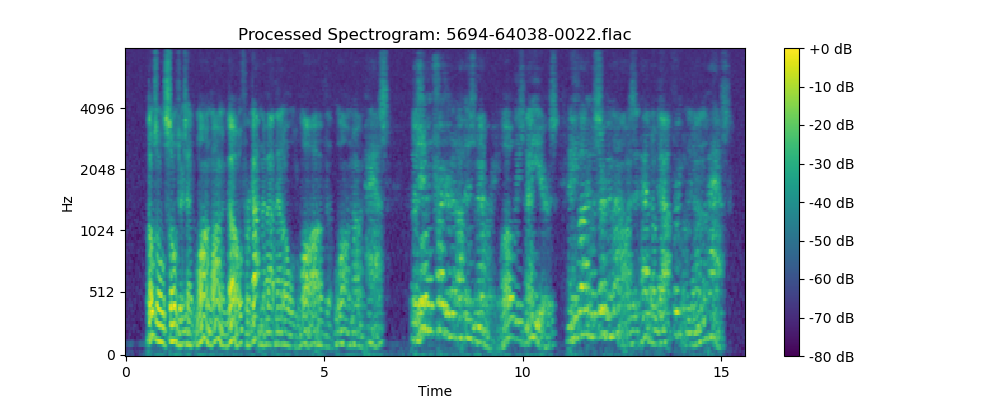 Processed Spectrogram: 5694-64038-0022.flac
Hz
4096
2048
1024
512
0
0 5 10 15
Time
+0 dB
-10 dB
-20 dB
-30 dB
-40 dB
-50 dB
-60 dB
-70 dB
-80 dB